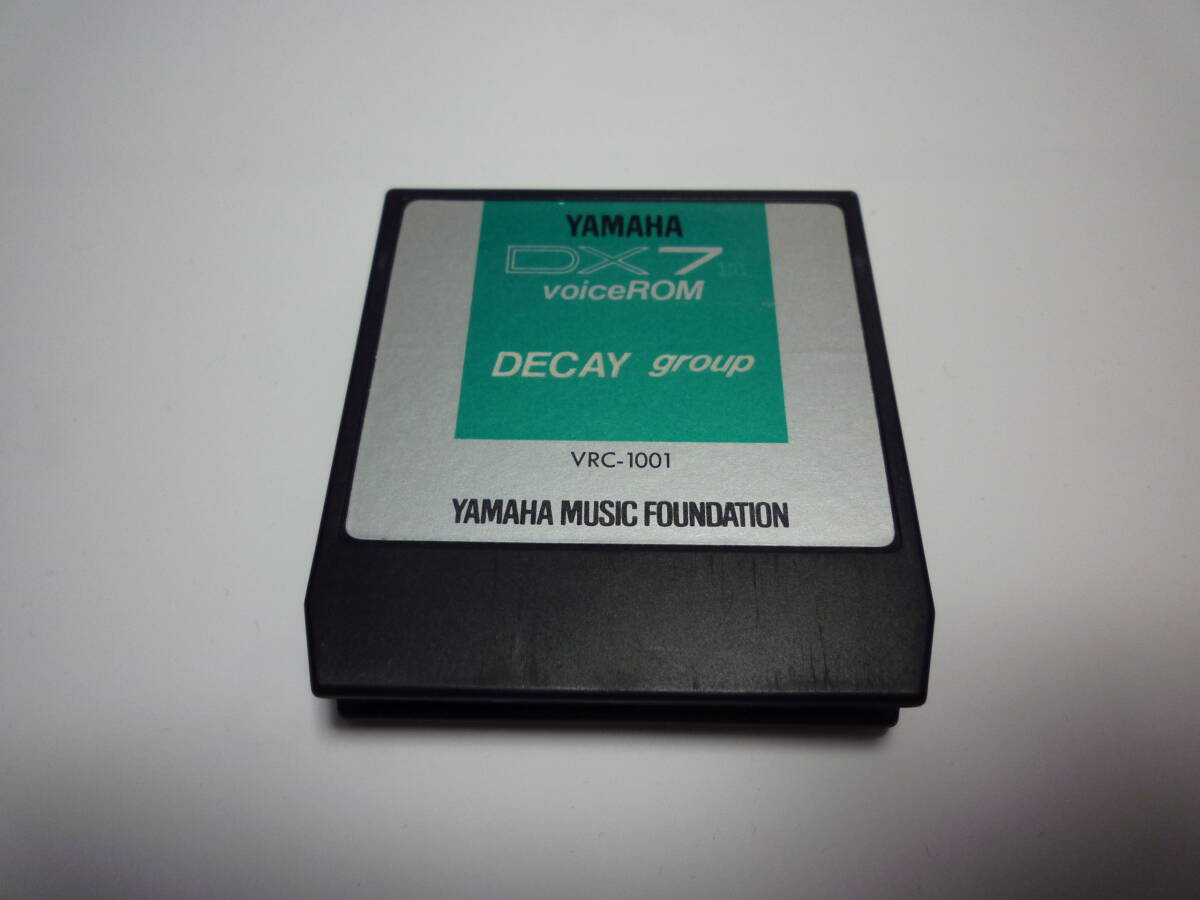 YAMAHA
DX7
voiceROM
DECAY group
VRC-1001
YAMAHA MUSIC FOUNDATION